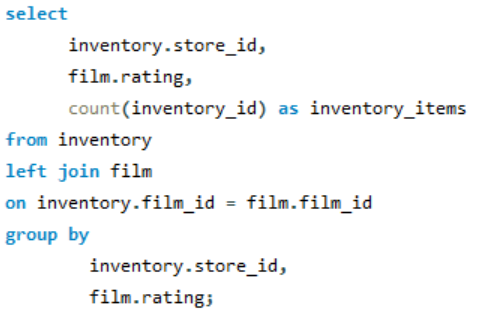 select
inventory.store_id,
film.rating,
count(inventory_id) as inventory_items
from inventory
left join film
on inventory.film_id = film.film_id
group by
inventory.store_id,
film.rating;